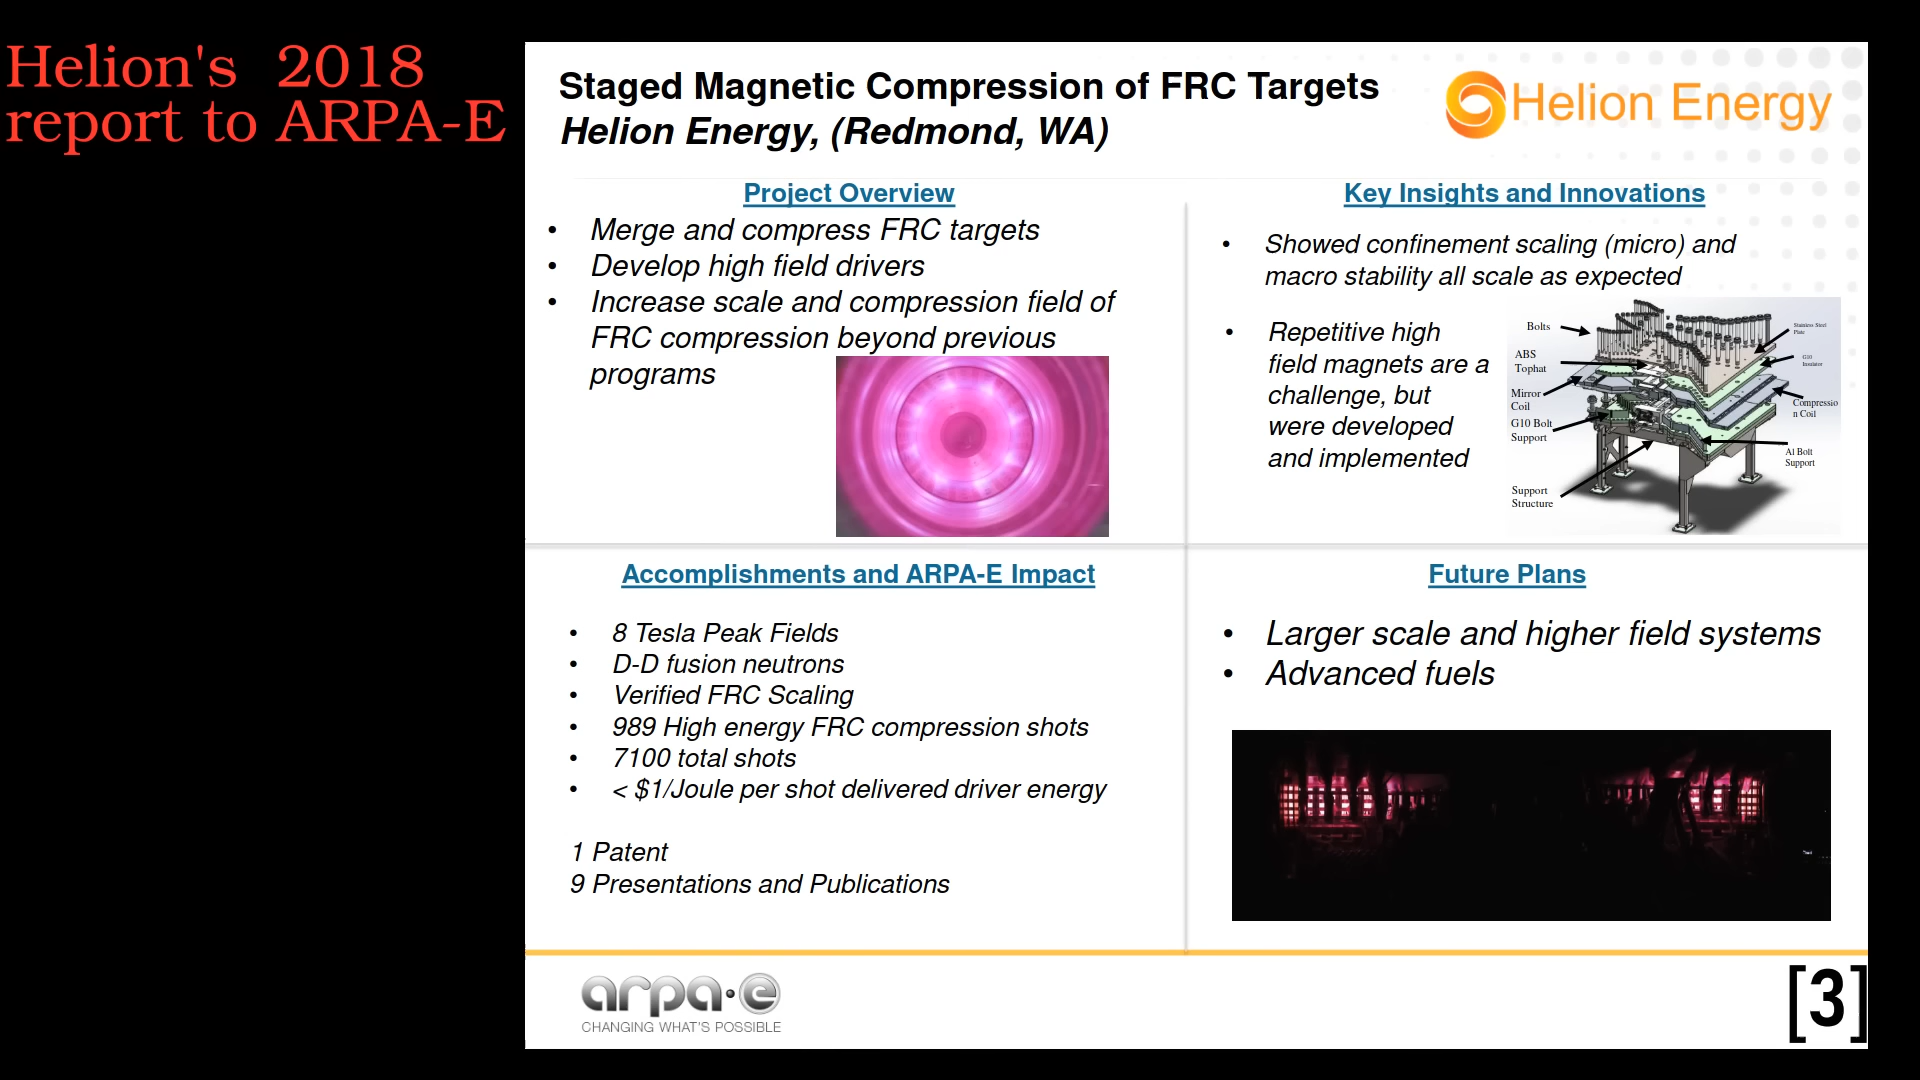 Helion's 2018
report to ARPA-E
Staged Magnetic Compression of FRC Targets
Helion Energy, (Redmond, WA)
Helion Energy
Project Overview
• Merge and compress FRC targets
• Develop high field drivers
• Increase scale and compression field of
FRC compression beyond previous
programs
Key Insights and Innovations
• Showed confinement scaling (micro) and
macro stability all scale as expected
• Repetitive high
field magnets are a
challenge, but
were developed
and implemented
Bolts
ABS
Tophat
Mirror
Coil
G10 Bolt
Support
Support
Structure
Stainless Steel
Plate
G10
Insulator
Compressio
n Coil
Al Bolt
Support
Accomplishments and ARPA-E Impact
• 8 Tesla Peak Fields
• D-D fusion neutrons
• Verified FRC Scaling
• 989 High energy FRC compression shots
• 7100 total shots
• < $1/Joule per shot delivered driver energy
1 Patent
9 Presentations and Publications
Future Plans
• Larger scale and higher field systems
• Advanced fuels
arpa·e
CHANGING WHAT'S POSSIBLE
[3]